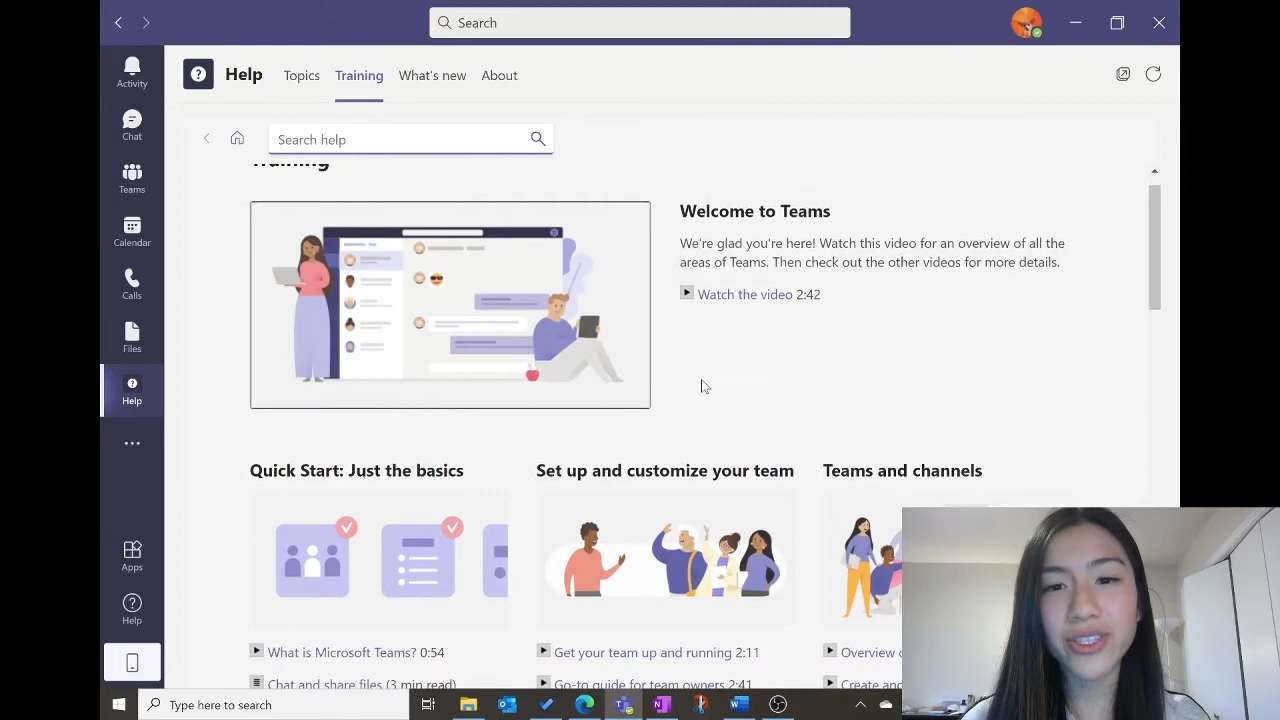 Search
Activity
Chat
Teams
Calendar
Calls
Files
Help
Apps
Help
Help Topics Training What's new About
Search help
Training
Welcome to Teams
We're glad you're here! Watch this video for an overview of all the
areas of Teams. Then check out the other videos for more details.
Watch the video 2:42
Quick Start: Just the basics
What is Microsoft Teams? 0:54
Chat and share files (3 min read)
Set up and customize your team
Get your team up and running 2:11
Go-to guide for team owners 2:41
Teams and channels
Overview
Create
Type here to search